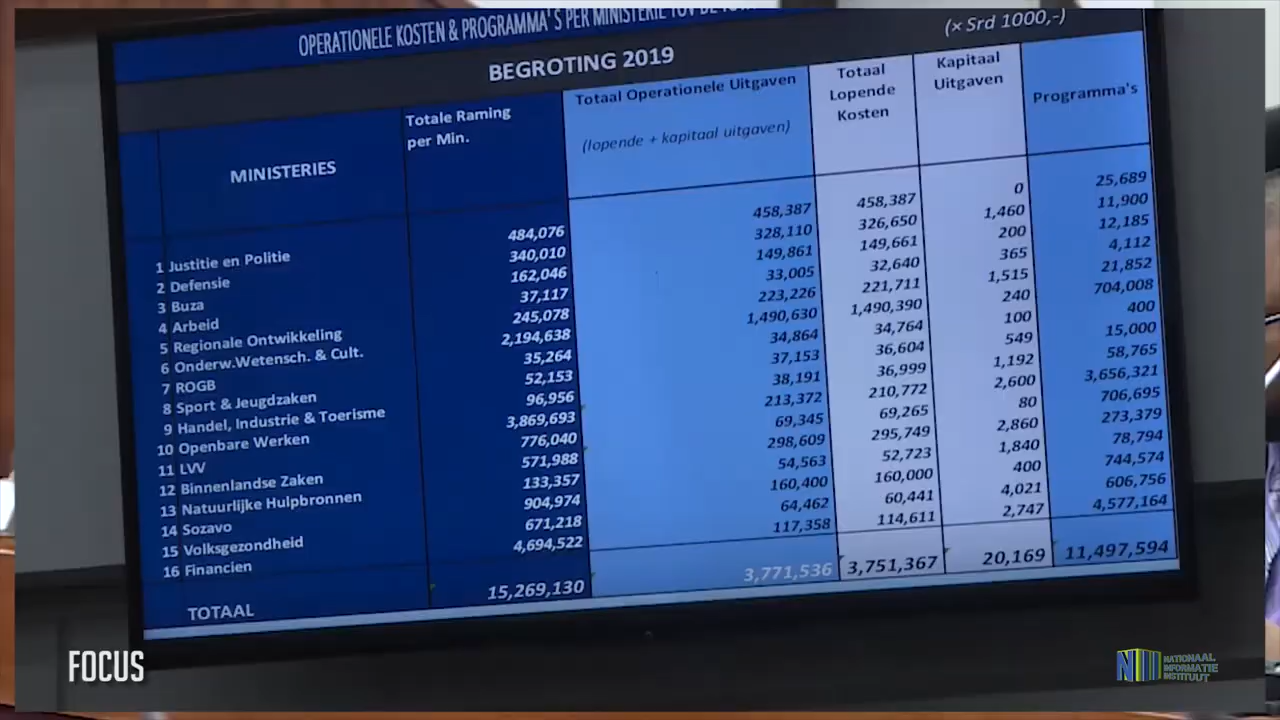 OPERATIONELE KOSTEN & PROGRAMMA'S PER MINISTERIE TOV DE
(× Srd 1000,-)
BEGROTING 2019
MINISTERIES Totale Raming per Min. Totaal Operationele Uitgaven (lopende + kapitaal uitgaven) Totaal Lopende Kosten Kapitaal Uitgaven Programma's
1 Justitie en Politie 484,076 458,387 458,387 0 25,689
2 Defensie 340,010 328,110 326,650 1,460 11,900
3 Buza 162,046 149,861 149,661 200 12,185
4 Arbeid 37,117 33,005 32,640 365 4,112
5 Regionale Ontwikkeling 245,078 223,226 221,711 1,515 21,852
6 Onderw.Wetensch. & Cult. 2,194,638 1,490,630 1,490,390 240 704,008
7 ROGB 35,264 34,864 34,764 100 400
8 Sport & Jeugdzaken 52,153 37,153 36,604 549 15,000
9 Handel, Industrie & Toerisme 96,956 38,191 36,999 1,192 58,765
10 Openbare Werken 3,869,693 213,372 210,772 2,600 3,656,321
11 LVV 776,040 69,345 69,265 80 706,695
12 Binnenlandse Zaken 571,988 298,609 295,749 2,860 273,379
13 Natuurlijke Hulpbronnen 133,357 54,563 52,723 1,840 78,794
14 Sozavo 904,974 160,400 160,000 400 744,574
15 Volksgezondheid 671,218 64,462 60,441 4,021 606,756
16 Financien 4,694,522 117,358 114,611 2,747 4,577,164
TOTAAL 15,269,130 3,771,536 3,751,367 20,169 11,497,594
FOCUS
NATIONAAL
INFORMATIE
INSTITUUT